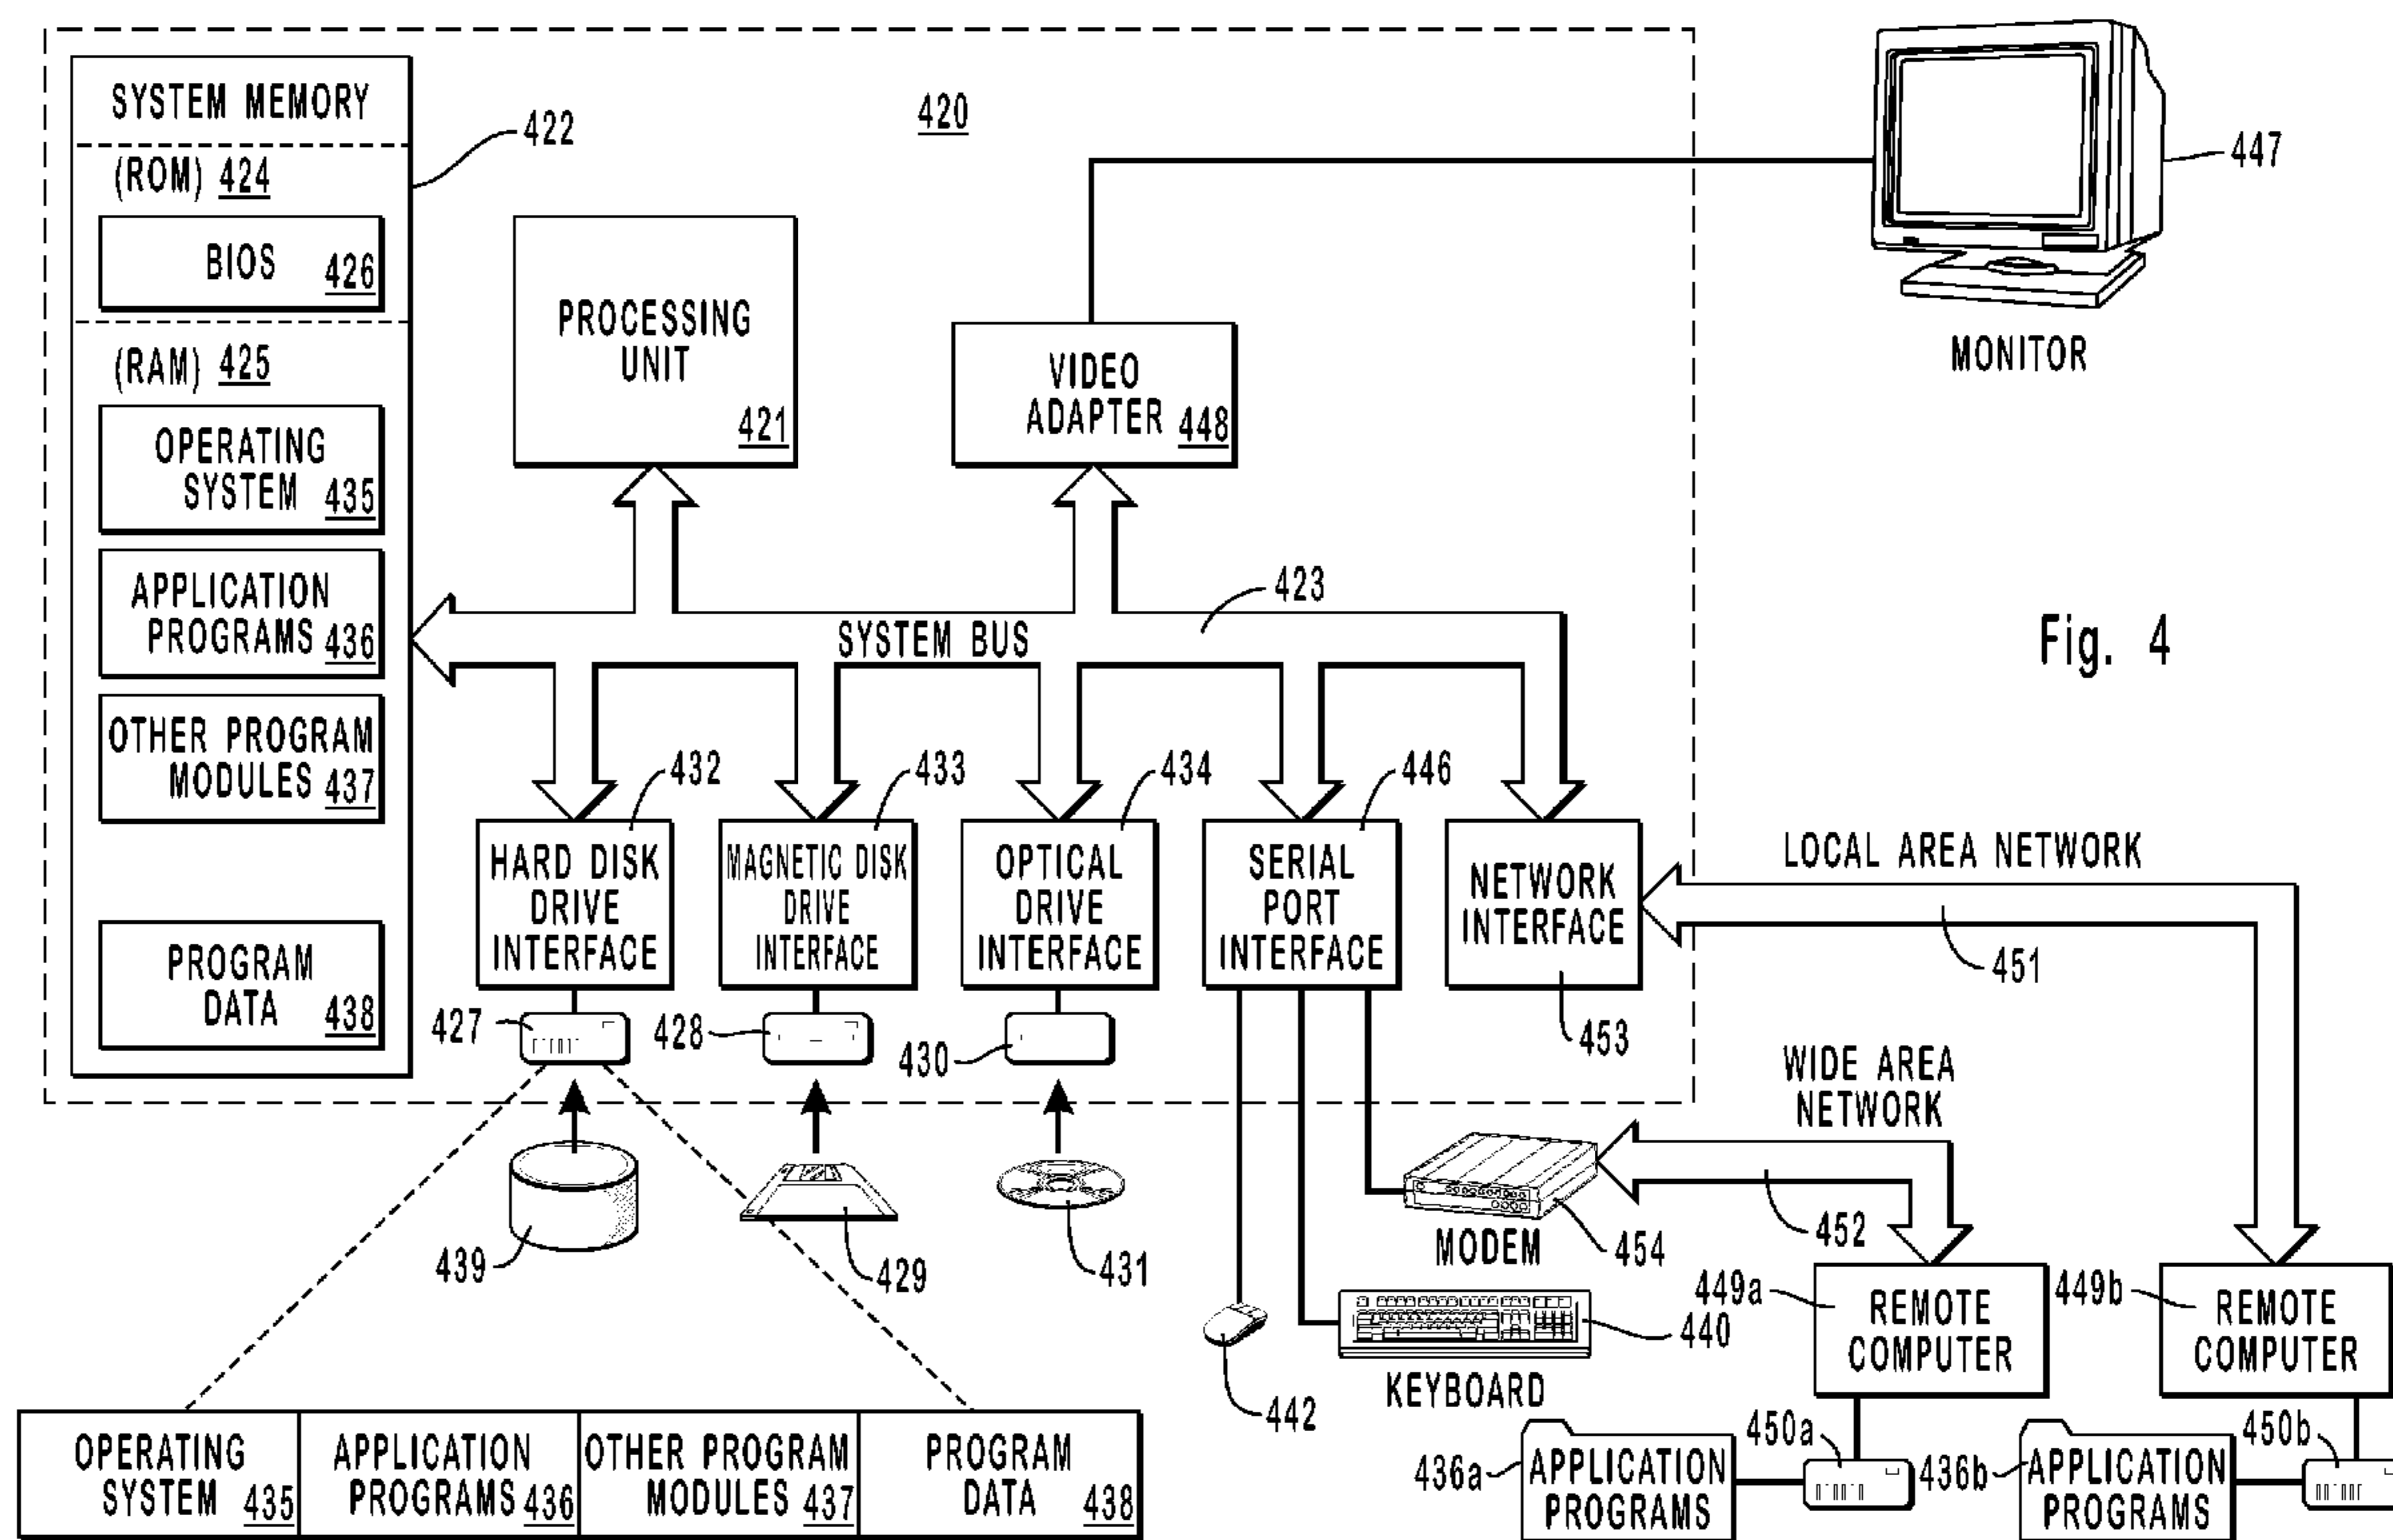 SYSTEM MEMORY
(ROM) 424
BIOS 426
(RAM) 425
OPERATING
SYSTEM 435
APPLICATION
PROGRAMS 436
OTHER PROGRAM
MODULES 437
PROGRAM
DATA 438
422
420
PROCESSING
UNIT
421
VIDEO
ADAPTER 448
447
MONITOR
423
SYSTEM BUS
Fig. 4
432
433
434
446
HARD DISK
DRIVE
INTERFACE
MAGNETIC DISK
DRIVE
INTERFACE
OPTICAL
DRIVE
INTERFACE
SERIAL
PORT
INTERFACE
NETWORK
INTERFACE
LOCAL AREA NETWORK
451
427
428
430
453
WIDE AREA
NETWORK
452
439
429
431
MODEM
454
442
440
KEYBOARD
449a
REMOTE
COMPUTER
449b
REMOTE
COMPUTER
OPERATING
SYSTEM 435
APPLICATION
PROGRAMS 436
OTHER PROGRAM
MODULES 437
PROGRAM
DATA 438
436a
APPLICATION
PROGRAMS
450a
436b
APPLICATION
PROGRAMS
450b